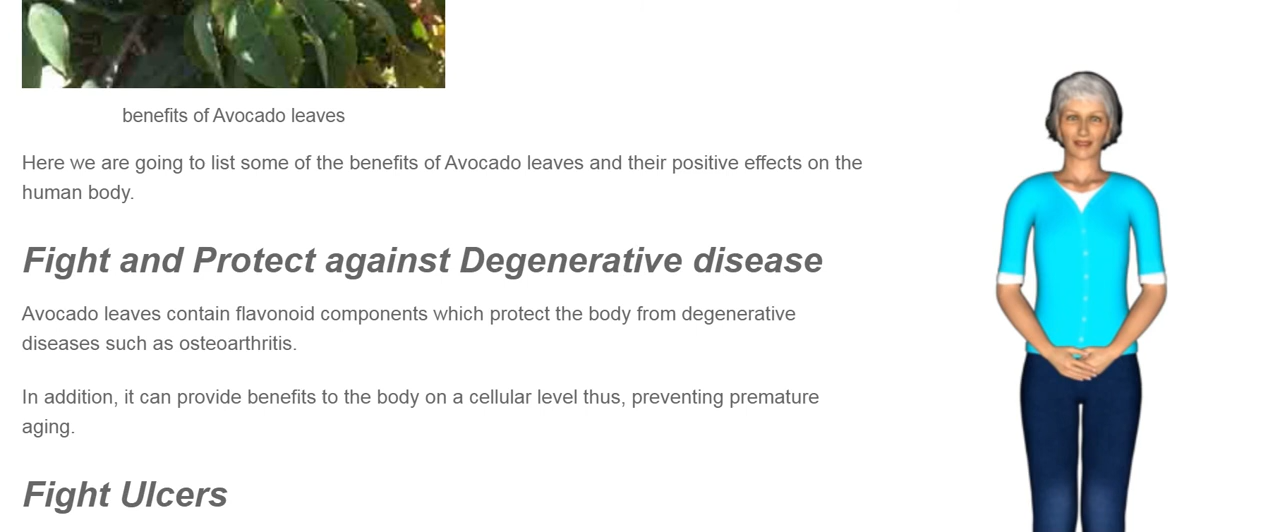 benefits of Avocado leaves
Here we are going to list some of the benefits of Avocado leaves and their positive effects on the
human body.
Fight and Protect against Degenerative disease
Avocado leaves contain flavonoid components which protect the body from degenerative
diseases such as osteoarthritis.
In addition, it can provide benefits to the body on a cellular level thus, preventing premature
aging.
Fight Ulcers